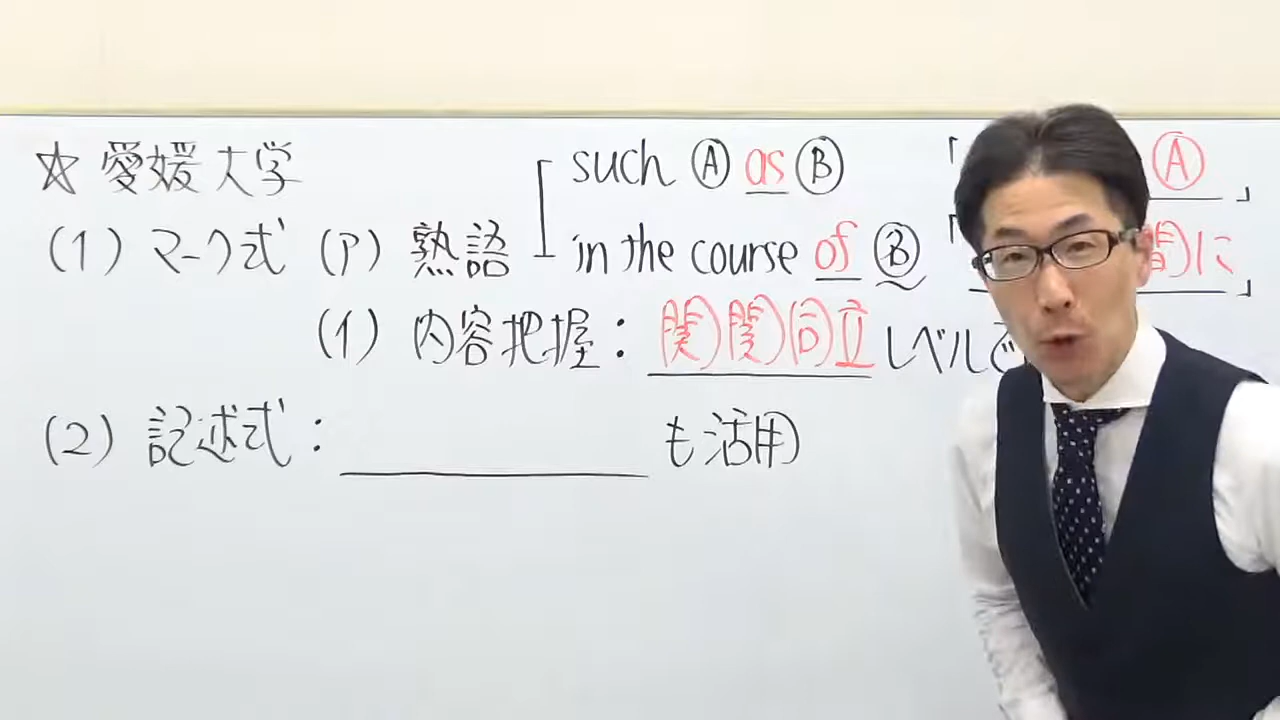 ☆ 愛媛大学
(1) マーク式 (ア) 熟語
such Ⓐ as Ⓑ 「 Ⓐ 」
in the course of Ⓑ 「 間に 」
(イ) 内容把握： 関関同立 レベルで
(2) 記述式： も活用